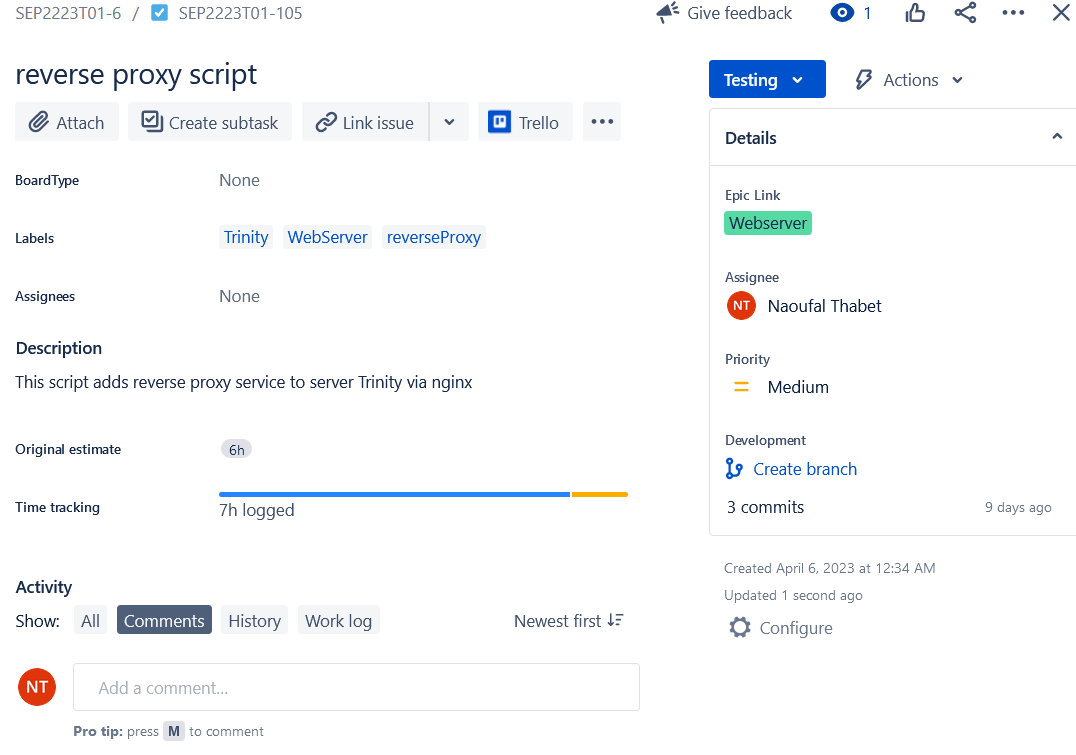 SEP2223T01-6 / SEP2223T01-105
Give feedback 1
reverse proxy script
Attach Create subtask Link issue Trello
BoardType None
Labels Trinity WebServer reverseProxy
Assignees None
Description
This script adds reverse proxy service to server Trinity via nginx
Original estimate 6h
Time tracking 7h logged
Activity
Show: All Comments History Work log Newest first
NT Add a comment...
Pro tip: press M to comment
Testing Actions
Details
Epic Link
Webserver
Assignee
NT Naoufal Thabet
Priority
Medium
Development
Create branch
3 commits 9 days ago
Created April 6, 2023 at 12:34 AM
Updated 1 second ago
Configure